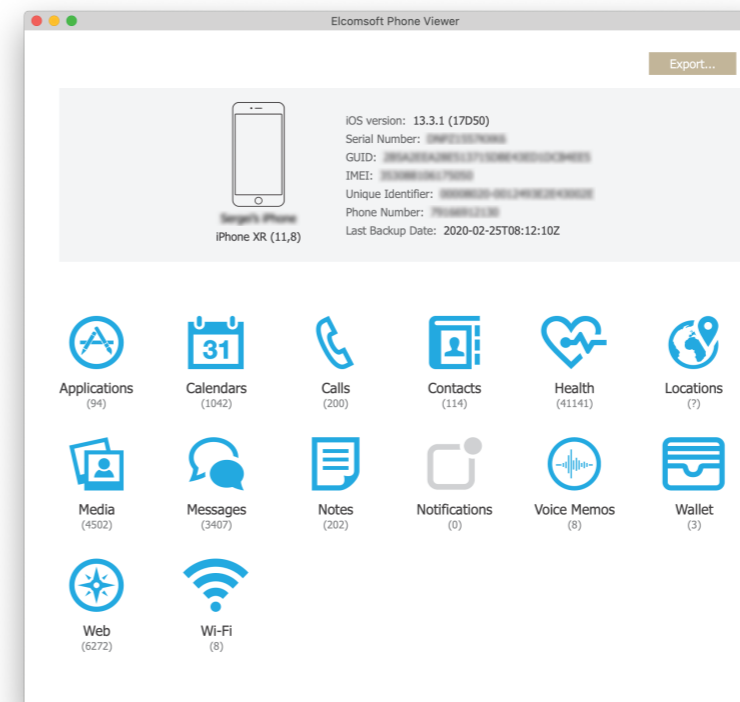 Elcomsoft Phone Viewer
Export...
iOS version: 13.3.1 (17D50)
Serial Number:
GUID:
IMEI:
Unique Identifier:
Phone Number:
Last Backup Date: 2020-02-25T08:12:10Z
iPhone XR (11,8)
31
Applications Calendars Calls Contacts Health Locations
(94) (1042) (200) (114) (41141) (?)
Media Messages Notes Notifications Voice Memos Wallet
(4502) (3407) (202) (0) (8) (3)
Web Wi-Fi
(6272) (8)